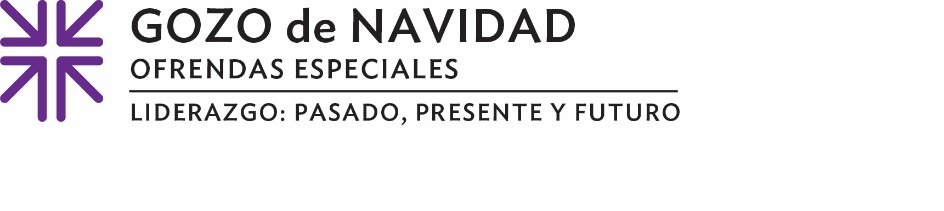 GOZO de NAVIDAD
OFRENDAS ESPECIALES
LIDERAZGO: PASADO, PRESENTE Y FUTURO